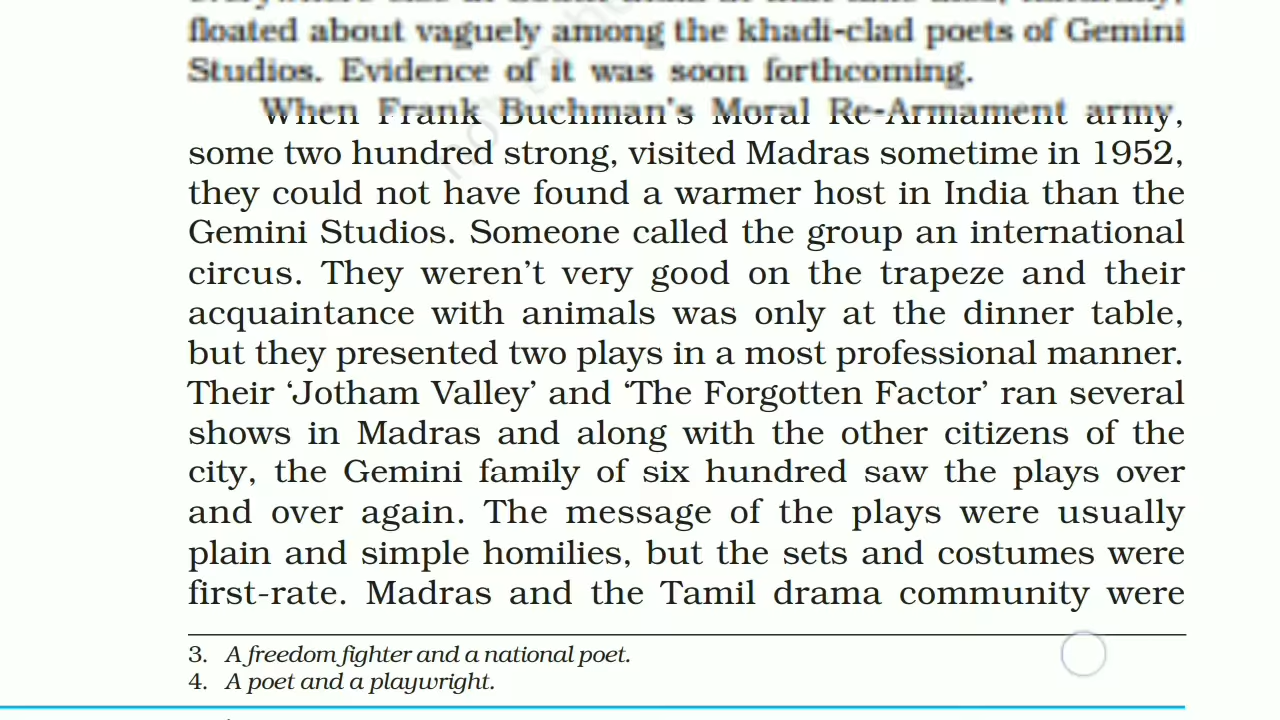 floated about vaguely among the khadi-clad poets of Gemini
Studios. Evidence of it was soon forthcoming.
When Frank Buchman's Moral Re-Armament army,
some two hundred strong, visited Madras sometime in 1952,
they could not have found a warmer host in India than the
Gemini Studios. Someone called the group an international
circus. They weren't very good on the trapeze and their
acquaintance with animals was only at the dinner table,
but they presented two plays in a most professional manner.
Their ‘Jotham Valley’ and ‘The Forgotten Factor’ ran several
shows in Madras and along with the other citizens of the
city, the Gemini family of six hundred saw the plays over
and over again. The message of the plays were usually
plain and simple homilies, but the sets and costumes were
first-rate. Madras and the Tamil drama community were
3. A freedom fighter and a national poet.
4. A poet and a playwright.